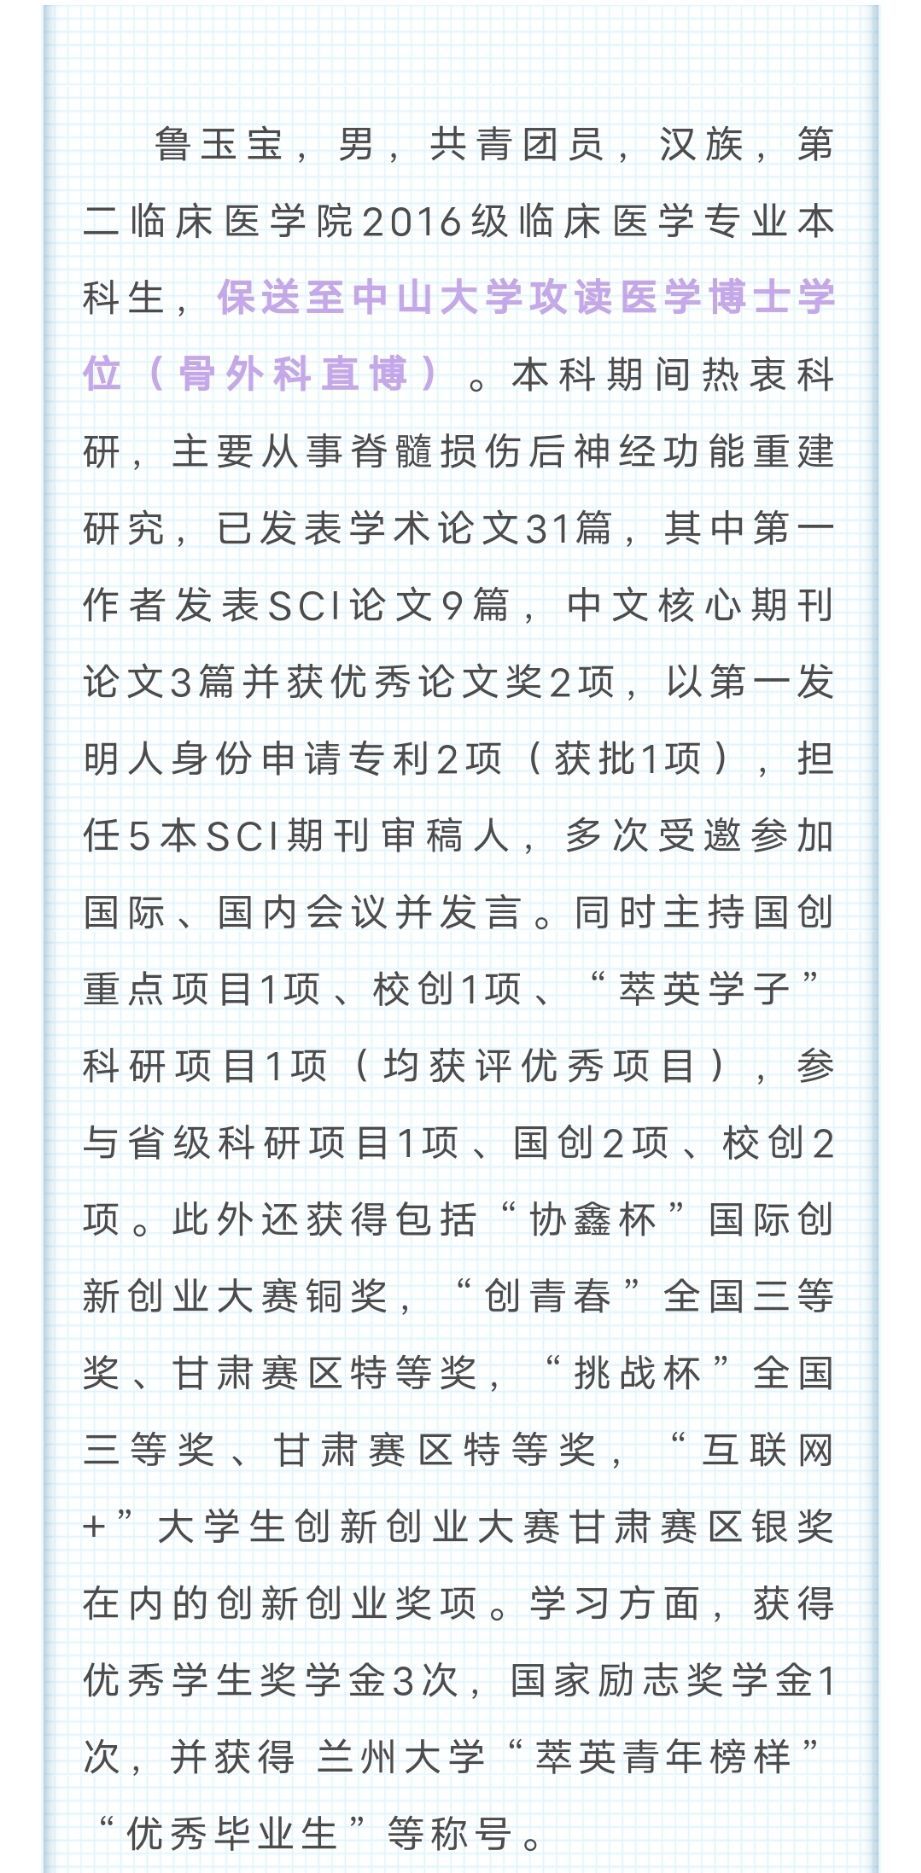 鲁玉宝，男，共青团员，汉族，第
二临床医学院2016级临床医学专业本
科生，保送至中山大学攻读医学博士学
位（骨外科直博）。本科期间热衷科
研，主要从事脊髓损伤后神经功能重建
研究，已发表学术论文31篇，其中第一
作者发表SCI论文9篇，中文核心期刊
论文3篇并获优秀论文奖2项，以第一发
明人身份申请专利2项（获批1项），担
任5本SCI期刊审稿人，多次受邀参加
国际、国内会议并发言。同时主持国创
重点项目1项、校创1项、“萃英学子”
科研项目1项（均获评优秀项目），参
与省级科研项目1项、国创2项、校创2
项。此外还获得包括“协鑫杯”国际创
新创业大赛铜奖，“创青春”全国三等
奖、甘肃赛区特等奖，“挑战杯”全国
三等奖、甘肃赛区特等奖，“互联网
+”大学生创新创业大赛甘肃赛区银奖
在内的创新创业奖项。学习方面，获得
优秀学生奖学金3次，国家励志奖学金1
次，并获得 兰州大学“萃英青年榜样”
“优秀毕业生”等称号。